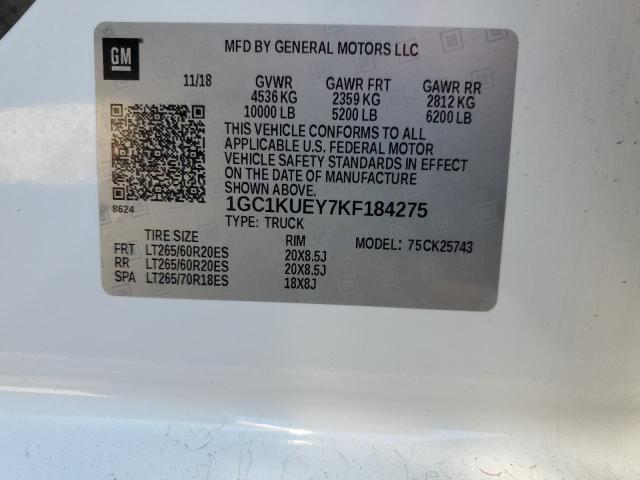 GM
MFD BY GENERAL MOTORS LLC
11/18 GVWR GAWR FRT GAWR RR
4536 KG 2359 KG 2812 KG
10000 LB 5200 LB 6200 LB
THIS VEHICLE CONFORMS TO ALL
APPLICABLE U.S. FEDERAL MOTOR
VEHICLE SAFETY STANDARDS IN EFFECT
ON THE DATE OF MANUFACTURE
SHOWN ABOVE.
8624
1GC1KUEY7KF184275
TYPE: TRUCK
TIRE SIZE RIM MODEL: 75CK25743
FRT LT265/60R20ES 20X8.5J
RR LT265/60R20ES 20X8.5J
SPA LT265/70R18ES 18X8J